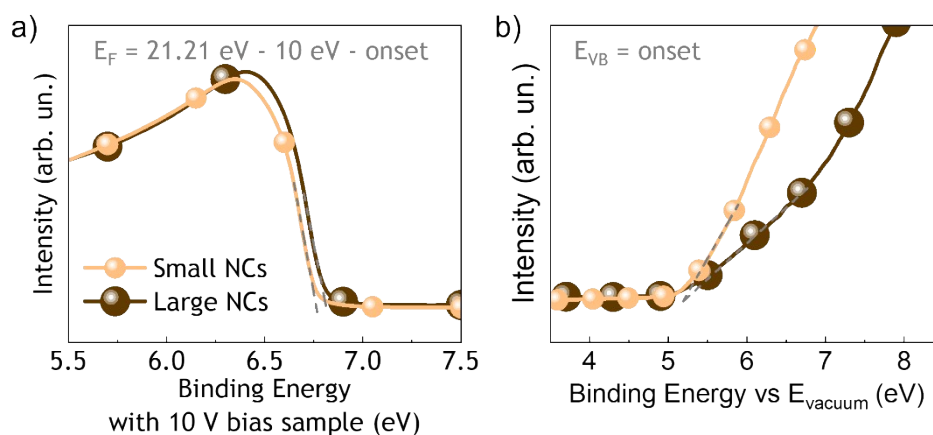 a)
E_F = 21.21 eV - 10 eV - onset
Intensity (arb. un.)
Small NCs
Large NCs
5.5 6.0 6.5 7.0 7.5
Binding Energy
with 10 V bias sample (eV)
b)
E_VB = onset
Intensity (arb. un.)
4 5 6 7 8
Binding Energy vs E_vacuum (eV)